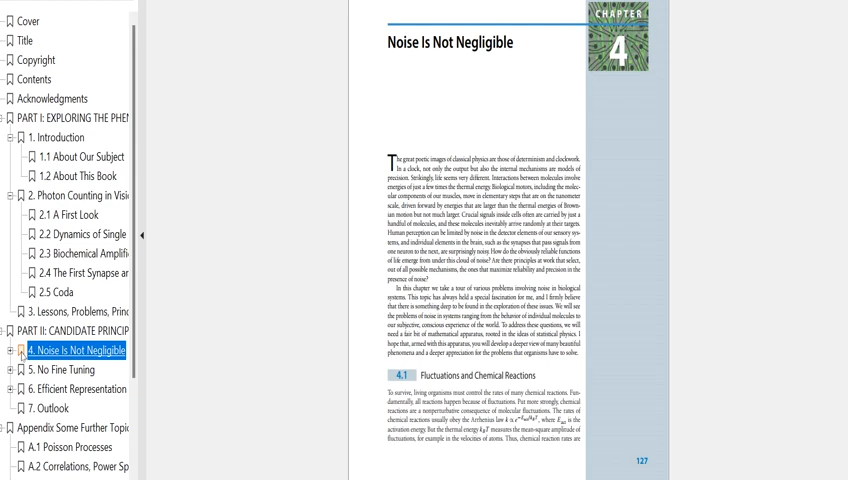 Cover
Title
Copyright
Contents
Acknowledgments
PART I: EXPLORING THE PHEN
1. Introduction
1.1 About Our Subject
1.2 About This Book
2. Photon Counting in Visi
2.1 A First Look
2.2 Dynamics of Single
2.3 Biochemical Amplifi
2.4 The First Synapse an
2.5 Coda
3. Lessons, Problems, Princ
PART II: CANDIDATE PRINCIP
4. Noise Is Not Negligible
5. No Fine Tuning
6. Efficient Representation
7. Outlook
Appendix Some Further Topic
A.1 Poisson Processes
A.2 Correlations, Power Sp
CHAPTER
4
Noise Is Not Negligible
The great poetic images of classical physics are those of determinism and clockwork.
In a clock, not only the output but also the internal mechanisms are models of
precision. Strikingly, life seems very different. Interactions between molecules involve
energies of just a few times the thermal energy. Biological motors, including the molec-
ular components of our muscles, move in elementary steps that are on the nanometer
scale, driven forward by energies that are larger than the thermal energies of Brown-
ian motion but not much larger. Crucial signals inside cells often are carried by just a
handful of molecules, and these molecules inevitably arrive randomly at their targets.
Human perception can be limited by noise in the detector elements of our sensory sys-
tems, and individual elements in the brain, such as the synapses that pass signals from
one neuron to the next, are surprisingly noisy. How do the obviously reliable functions
of life emerge from under this cloud of noise? Are there principles at work that select,
out of all possible mechanisms, the ones that maximize reliability and precision in the
presence of noise?
In this chapter we take a tour of various problems involving noise in biological
systems. This topic has always held a special fascination for me, and I firmly believe
that there is something deep to be found in the exploration of these issues. We will see
the problems of noise in systems ranging from the behavior of individual molecules to
our subjective, conscious experience of the world. To address these questions, we will
need a fair bit of mathematical apparatus, rooted in the ideas of statistical physics. I
hope that, armed with this apparatus, you will develop a deeper view of many beautiful
phenomena and a deeper appreciation for the problems that organisms have to solve.
4.1 Fluctuations and Chemical Reactions
To survive, living organisms must control the rates of many chemical reactions. Fun-
damentally, all reactions happen because of fluctuations. Put more strongly, chemical
reactions are a nonperturbative consequence of molecular fluctuations. The rates of
chemical reactions usually obey the Arrhenius law k ∝ e^−E_act/k_BT, where E_act is the
activation energy. But the thermal energy k_BT measures the mean-square amplitude of
fluctuations, for example in the velocities of atoms. Thus, chemical reaction rates are
127